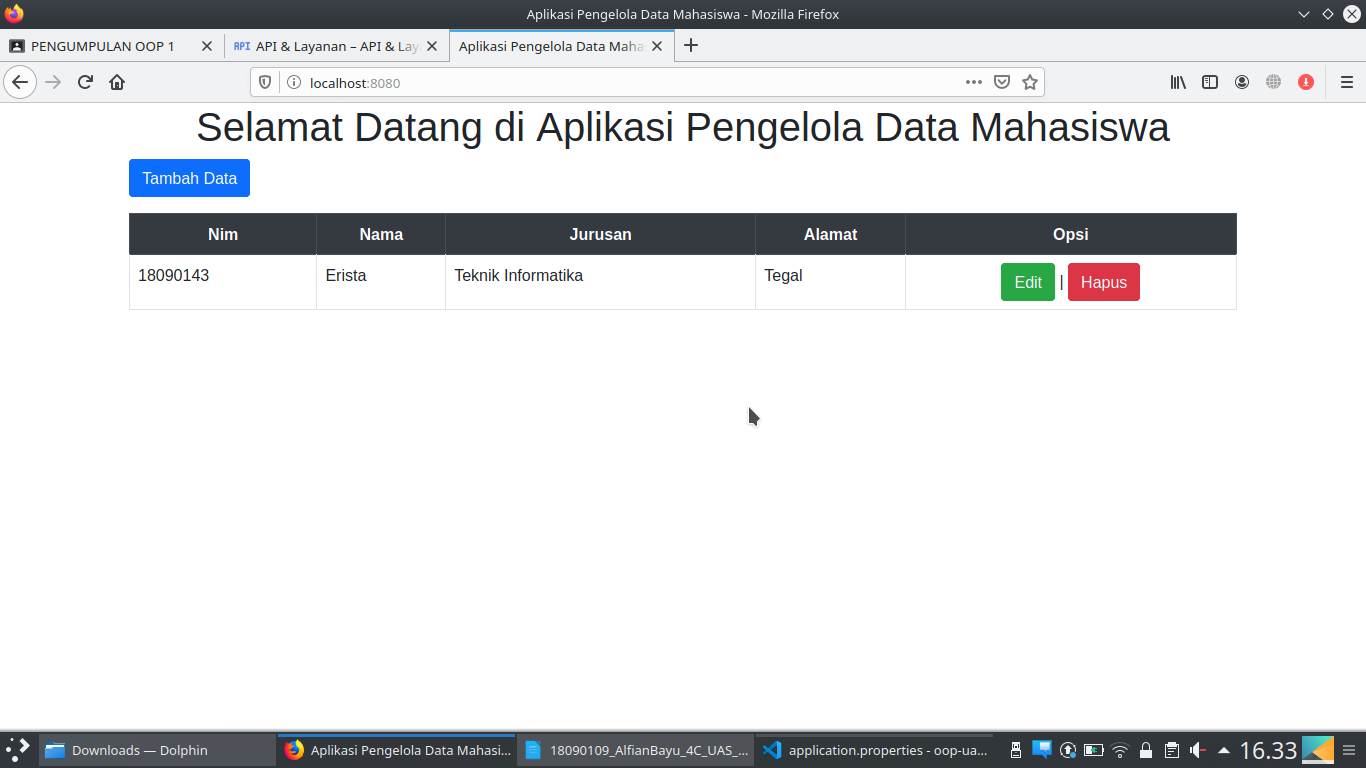 Aplikasi Pengelola Data Mahasiswa - Mozilla Firefox
PENGUMPULAN OOP 1
API API & Layanan – API & Lay
Aplikasi Pengelola Data Maha
localhost:8080
Selamat Datang di Aplikasi Pengelola Data Mahasiswa
Tambah Data
Nim Nama Jurusan Alamat Opsi
18090143 Erista Teknik Informatika Tegal Edit | Hapus
Downloads — Dolphin
Aplikasi Pengelola Data Mahasi...
18090109_AlfianBayu_4C_UAS_...
application.properties - oop-ua...
16.33